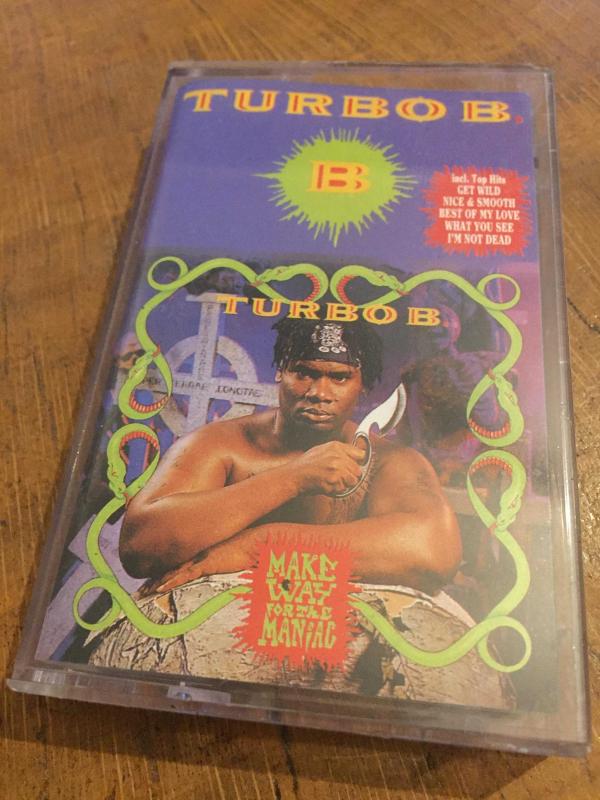 TURBO B.
B
incl. Top Hits
GET WILD
NICE & SMOOTH
BEST OF MY LOVE
WHAT YOU SEE
I'M NOT DEAD
TURBO B.
IGNOTAE
MAKE
WAY
FOR THE
MANIAC